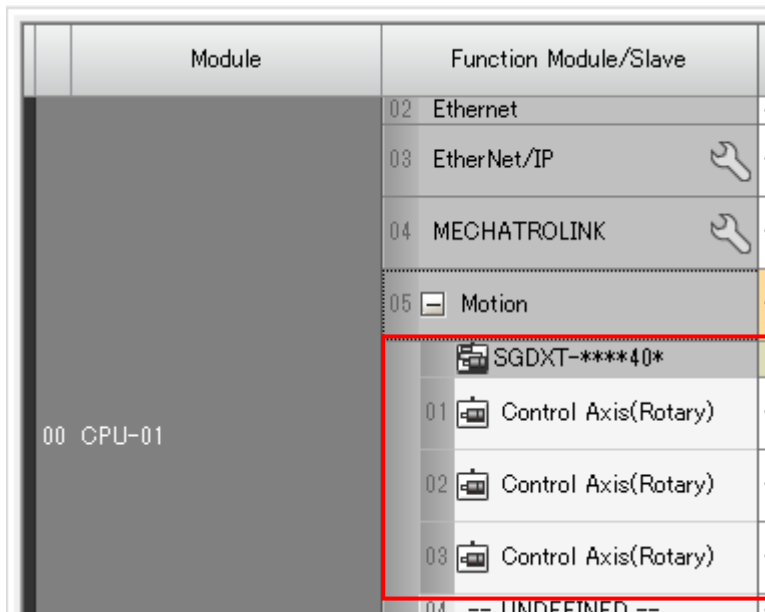 Module Function Module/Slave
02 Ethernet
03 EtherNet/IP
04 MECHATROLINK
05 Motion
SGDXT-****40*
01 Control Axis(Rotary)
00 CPU-01
02 Control Axis(Rotary)
03 Control Axis(Rotary)
04 -- UNDEFINED --